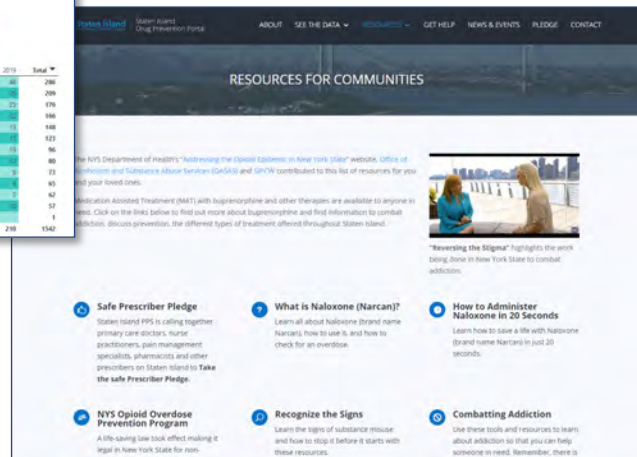 2019 Total
48 286
209
23 179
22 166
15 148
15 123
18 96
80
9 73
65
62
57
1
218 1542
Staten Island
Staten Island
Drug Prevention Portal
ABOUT SEE THE DATA RESOURCES GET HELP NEWS & EVENTS PLEDGE CONTACT
RESOURCES FOR COMMUNITIES
The NYS Department of Health's "Addressing the Opioid Epidemic in New York State" website, Office of
Alcoholism and Substance Abuse Services (OASAS) and SIPCW contributed to this list of resources for you
and your loved ones.
Medication Assisted Treatment (MAT) with buprenorphine and other therapies are available to anyone in
need. Click on the links below to find out more about buprenorphine and find information to combat
addiction, discuss prevention, the different types of treatment offered throughout Staten Island.
"Reversing the Stigma" highlights the work
being done in New York State to combat
addiction.
Safe Prescriber Pledge
Staten Island PPS is calling together
primary care doctors, nurse
practitioners, pain management
specialists, pharmacists and other
prescribers on Staten Island to Take
the safe Prescriber Pledge.
What is Naloxone (Narcan)?
Learn all about Naloxone (brand name
Narcan), how to use it, and how to
check for an overdose.
How to Administer
Naloxone in 20 Seconds
Learn how to save a life with Naloxone
(brand name Narcan) in just 20
seconds.
NYS Opioid Overdose
Prevention Program
A life-saving law took effect making it
legal in New York State for non-
Recognize the Signs
Learn the signs of substance misuse
and how to stop it before it starts with
these resources.
Combatting Addiction
Use these tools and resources to learn
about addiction so that you can help
someone in need. Remember, there is